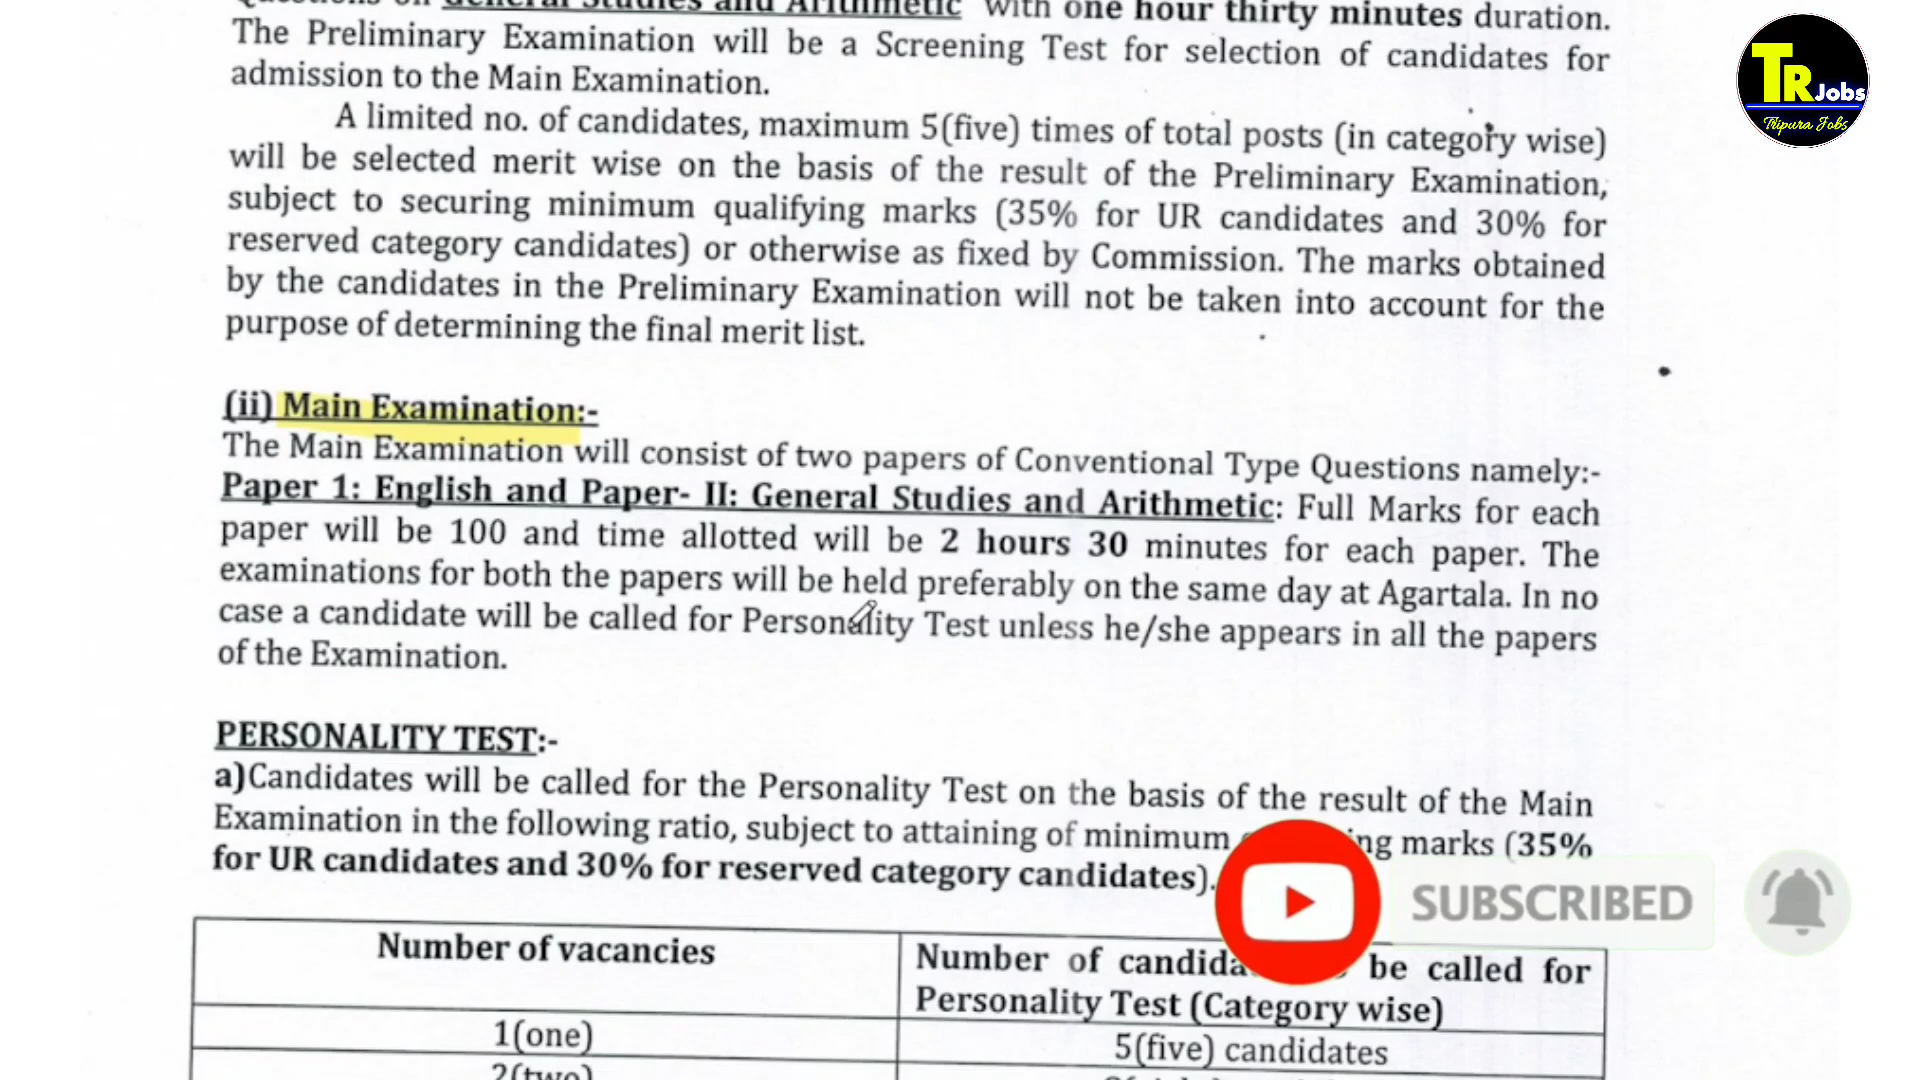 Questions on General Studies and Arithmetic with one hour thirty minutes duration.
The Preliminary Examination will be a Screening Test for selection of candidates for
admission to the Main Examination.
A limited no. of candidates, maximum 5(five) times of total posts (in category wise)
will be selected merit wise on the basis of the result of the Preliminary Examination,
subject to securing minimum qualifying marks (35% for UR candidates and 30% for
reserved category candidates) or otherwise as fixed by Commission. The marks obtained
by the candidates in the Preliminary Examination will not be taken into account for the
purpose of determining the final merit list.
(ii) Main Examination:-
The Main Examination will consist of two papers of Conventional Type Questions namely:-
Paper 1: English and Paper- II: General Studies and Arithmetic: Full Marks for each
paper will be 100 and time allotted will be 2 hours 30 minutes for each paper. The
examinations for both the papers will be held preferably on the same day at Agartala. In no
case a candidate will be called for Personality Test unless he/she appears in all the papers
of the Examination.
PERSONALITY TEST:-
a)Candidates will be called for the Personality Test on the basis of the result of the Main
Examination in the following ratio, subject to attaining of minimum marks (35%
for UR candidates and 30% for reserved category candidates).
Number of vacancies
Number of be called for
Personality Test (Category wise)
1(one)
5(five) candidates
2(two)
TR Jobs
Tripura Jobs
SUBSCRIBED